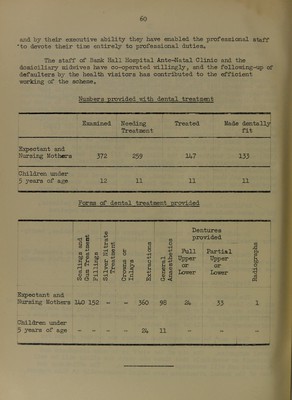 60
and by their executive ability they have enabled the professional staff
to devote their time entirely to professional duties.
The staff of Bank Hall Hospital Ante-Natal Clinic and the
domiciliary midwives have co-operated willingly, and the following-up of
defaulters by the health visitors has contributed to the efficient
working of the scheme.
Numbers provided with dental treatment
Examined Needing Treatment Treated Made dentally fit
Expectant and
Nursing Mothers 372 259 147 133
Children under
5 years of age 12 11 11 11
Forms of dental treatment provided
Scalings and Gum Treatment Fillings Silver Nitrate Treatment Crowns or Inlays Extractions General Anaesthetics Dentures provided Full Upper or Lower Partial Upper or Lower Radiographs
Expectant and
Nursing Mothers 140 152 - - 360 98 24 33 1
Children under
5 years of age - - - - 24 11 - - -